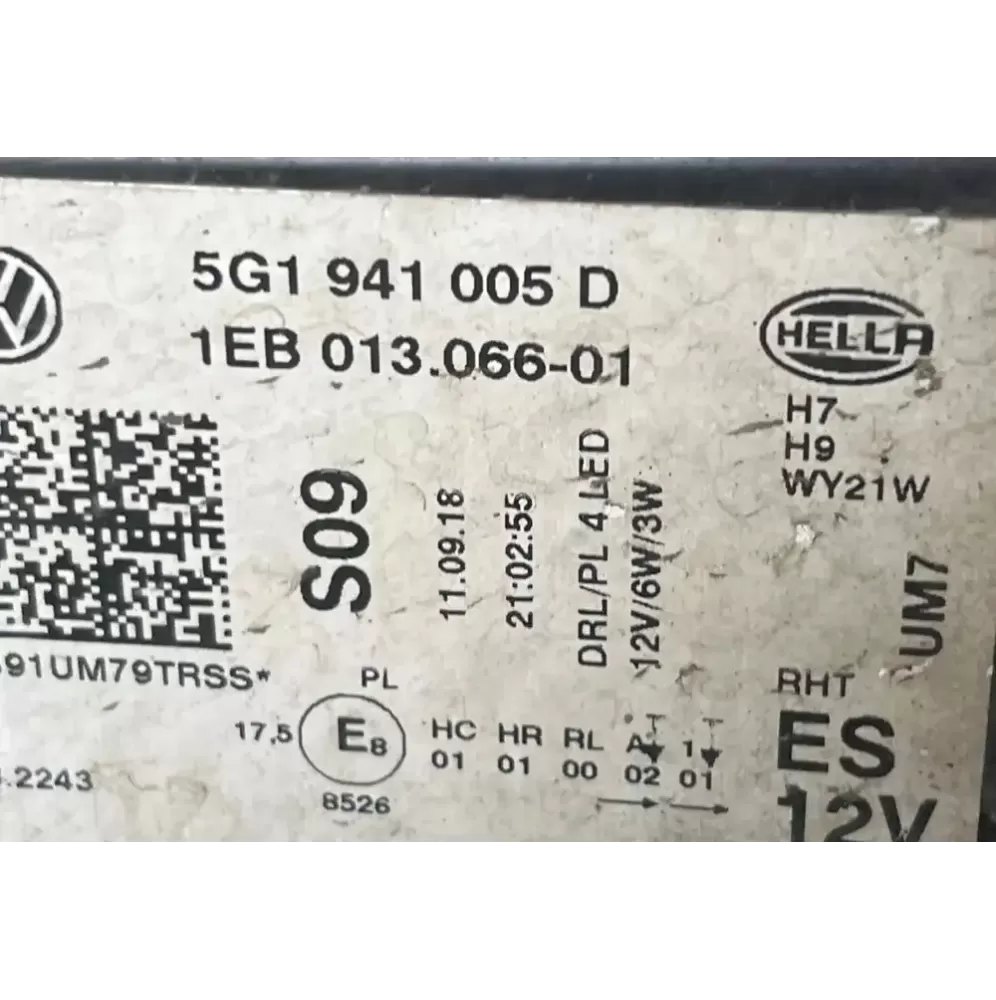 5G1 941 005 D
1EB 013.066-01
HELLA
H7
H9
WY21W
S09
11.09.18
21:02:55
DRL/PL 4 LED
12V/6W/3W
UM7
91UM79TRSS*
PL
RHT
17,5
E8
HC HR RL A 1
01 01 00 02 01
ES
.2243
8526
12V